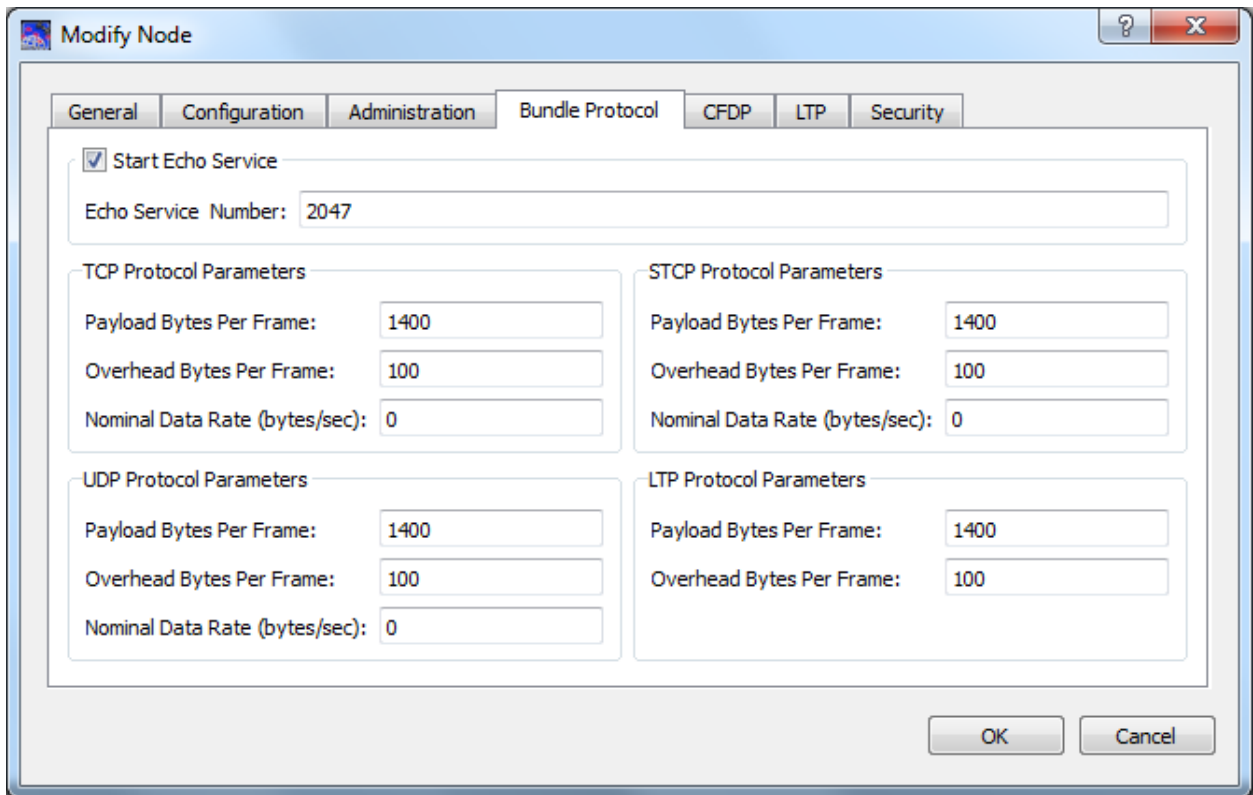 Modify Node
General Configuration Administration Bundle Protocol CFDP LTP Security
Start Echo Service
Echo Service  Number: 2047
TCP Protocol Parameters
Payload Bytes Per Frame: 1400
Overhead Bytes Per Frame: 100
Nominal Data Rate (bytes/sec): 0
STCP Protocol Parameters
Payload Bytes Per Frame: 1400
Overhead Bytes Per Frame: 100
Nominal Data Rate (bytes/sec): 0
UDP Protocol Parameters
Payload Bytes Per Frame: 1400
Overhead Bytes Per Frame: 100
Nominal Data Rate (bytes/sec): 0
LTP Protocol Parameters
Payload Bytes Per Frame: 1400
Overhead Bytes Per Frame: 100
OK Cancel